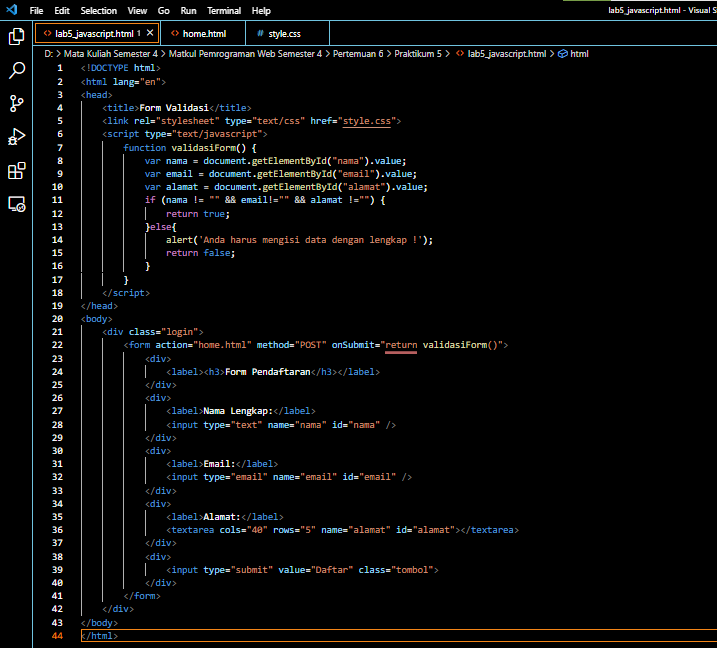 File Edit Selection View Go Run Terminal Help lab5_javascript.html - Visual S
lab5_javascript.html 1 × home.html # style.css
D: > Mata Kuliah Semester 4 > Matkul Pemrograman Web Semester 4 > Pertemuan 6 > Praktikum 5 > lab5_javascript.html > html
1 <!DOCTYPE html>
2 <html lang="en">
3 <head>
4 <title>Form Validasi</title>
5 <link rel="stylesheet" type="text/css" href="style.css">
6 <script type="text/javascript">
7 function validasiForm() {
8 var nama = document.getElementById("nama").value;
9 var email = document.getElementById("email").value;
10 var alamat = document.getElementById("alamat").value;
11 if (nama != "" && email!="" && alamat !="") {
12 return true;
13 }else{
14 alert('Anda harus mengisi data dengan lengkap !');
15 return false;
16 }
17 }
18 </script>
19 </head>
20 <body>
21 <div class="login">
22 <form action="home.html" method="POST" onSubmit="return validasiForm()">
23 <div>
24 <label><h3>Form Pendaftaran</h3></label>
25 </div>
26 <div>
27 <label>Nama Lengkap:</label>
28 <input type="text" name="nama" id="nama" />
29 </div>
30 <div>
31 <label>Email:</label>
32 <input type="email" name="email" id="email" />
33 </div>
34 <div>
35 <label>Alamat:</label>
36 <textarea cols="40" rows="5" name="alamat" id="alamat"></textarea>
37 </div>
38 <div>
39 <input type="submit" value="Daftar" class="tombol">
40 </div>
41 </form>
42 </div>
43 </body>
44 </html>